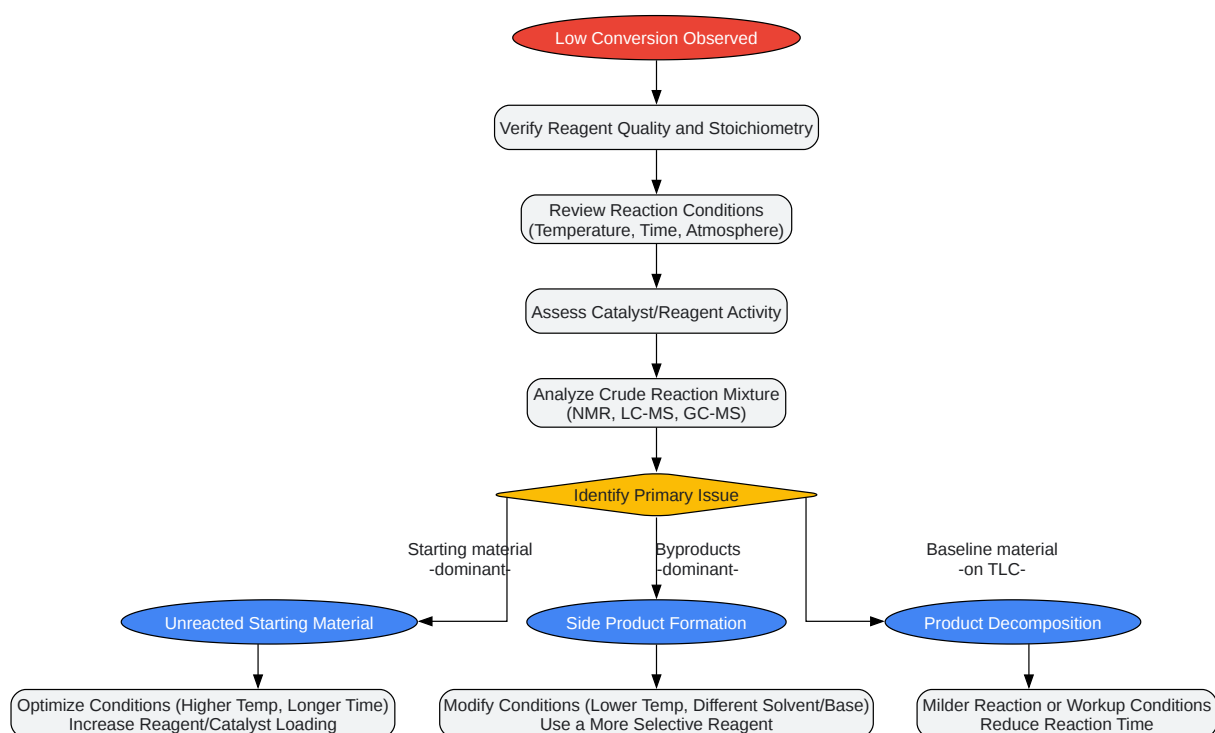 Low Conversion Observed
Verify Reagent Quality and Stoichiometry
Review Reaction Conditions
(Temperature, Time, Atmosphere)
Assess Catalyst/Reagent Activity
Analyze Crude Reaction Mixture
(NMR, LC-MS, GC-MS)
Identify Primary Issue
Starting material
-dominant-
Byproducts
-dominant-
Baseline material
-on TLC-
Unreacted Starting Material
Side Product Formation
Product Decomposition
Optimize Conditions (Higher Temp, Longer Time)
Increase Reagent/Catalyst Loading
Modify Conditions (Lower Temp, Different Solvent/Base)
Use a More Selective Reagent
Milder Reaction or Workup Conditions
Reduce Reaction Time